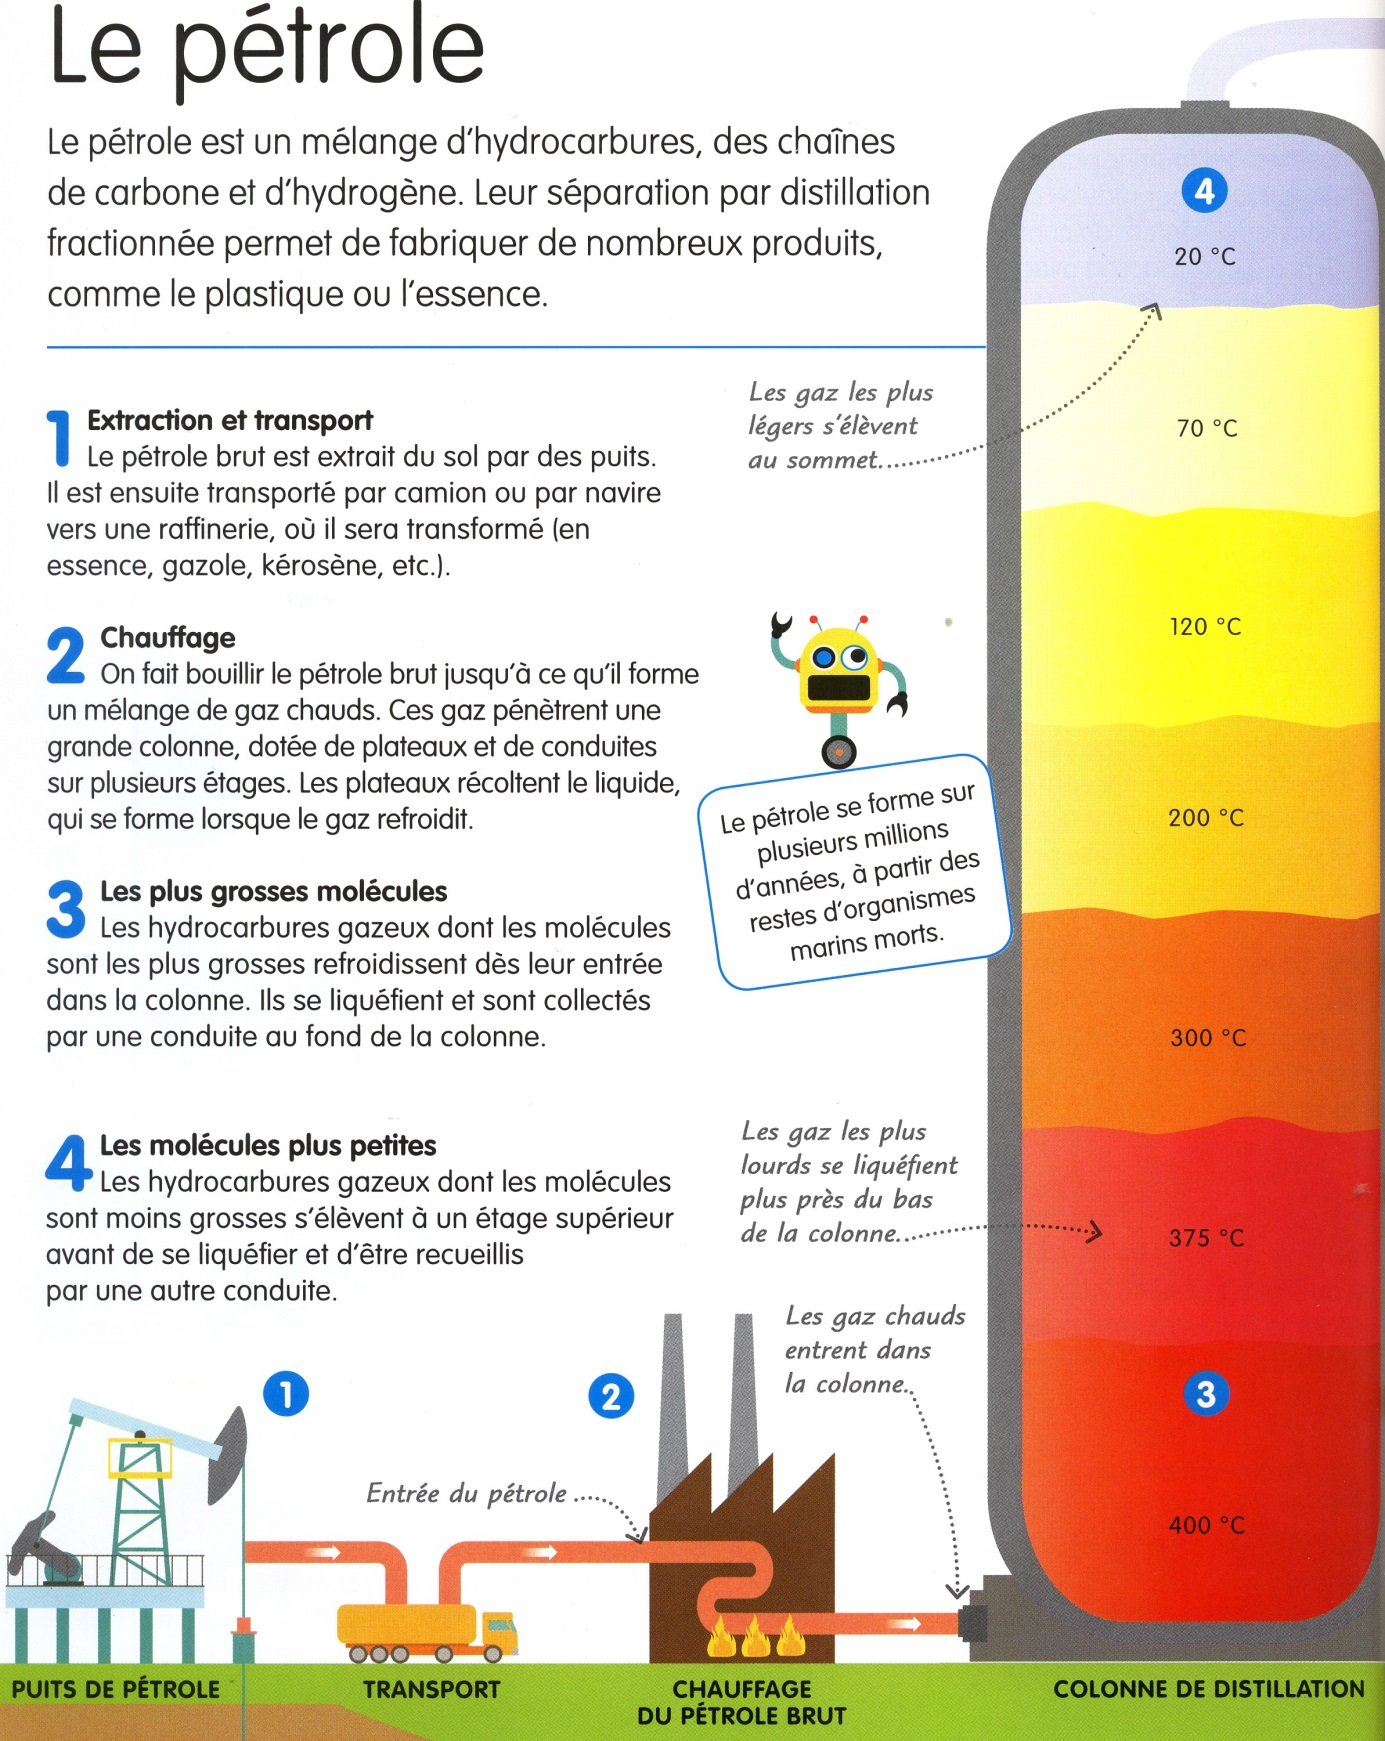 Le pétrole
Le pétrole est un mélange d'hydrocarbures, des chaînes
de carbone et d'hydrogène. Leur séparation par distillation
fractionnée permet de fabriquer de nombreux produits,
comme le plastique ou l'essence.
1 Extraction et transport
Le pétrole brut est extrait du sol par des puits.
Il est ensuite transporté par camion ou par navire
vers une raffinerie, où il sera transformé (en
essence, gazole, kérosène, etc.).
2 Chauffage
On fait bouillir le pétrole brut jusqu'à ce qu'il forme
un mélange de gaz chauds. Ces gaz pénètrent une
grande colonne, dotée de plateaux et de conduites
sur plusieurs étages. Les plateaux récoltent le liquide,
qui se forme lorsque le gaz refroidit.
3 Les plus grosses molécules
Les hydrocarbures gazeux dont les molécules
sont les plus grosses refroidissent dès leur entrée
dans la colonne. Ils se liquéfient et sont collectés
par une conduite au fond de la colonne.
4 Les molécules plus petites
Les hydrocarbures gazeux dont les molécules
sont moins grosses s'élèvent à un étage supérieur
avant de se liquéfier et d'être recueillis
par une autre conduite.
Les gaz les plus
légers s'élèvent
au sommet.
Le pétrole se forme sur
plusieurs millions
d'années, à partir des
restes d'organismes
marins morts.
Les gaz les plus
lourds se liquéfient
plus près du bas
de la colonne.
Les gaz chauds
entrent dans
la colonne.
4
20 °C
70 °C
120 °C
200 °C
300 °C
375 °C
3
400 °C
1
2
Entrée du pétrole
PUITS DE PÉTROLE
TRANSPORT
CHAUFFAGE
DU PÉTROLE BRUT
COLONNE DE DISTILLATION